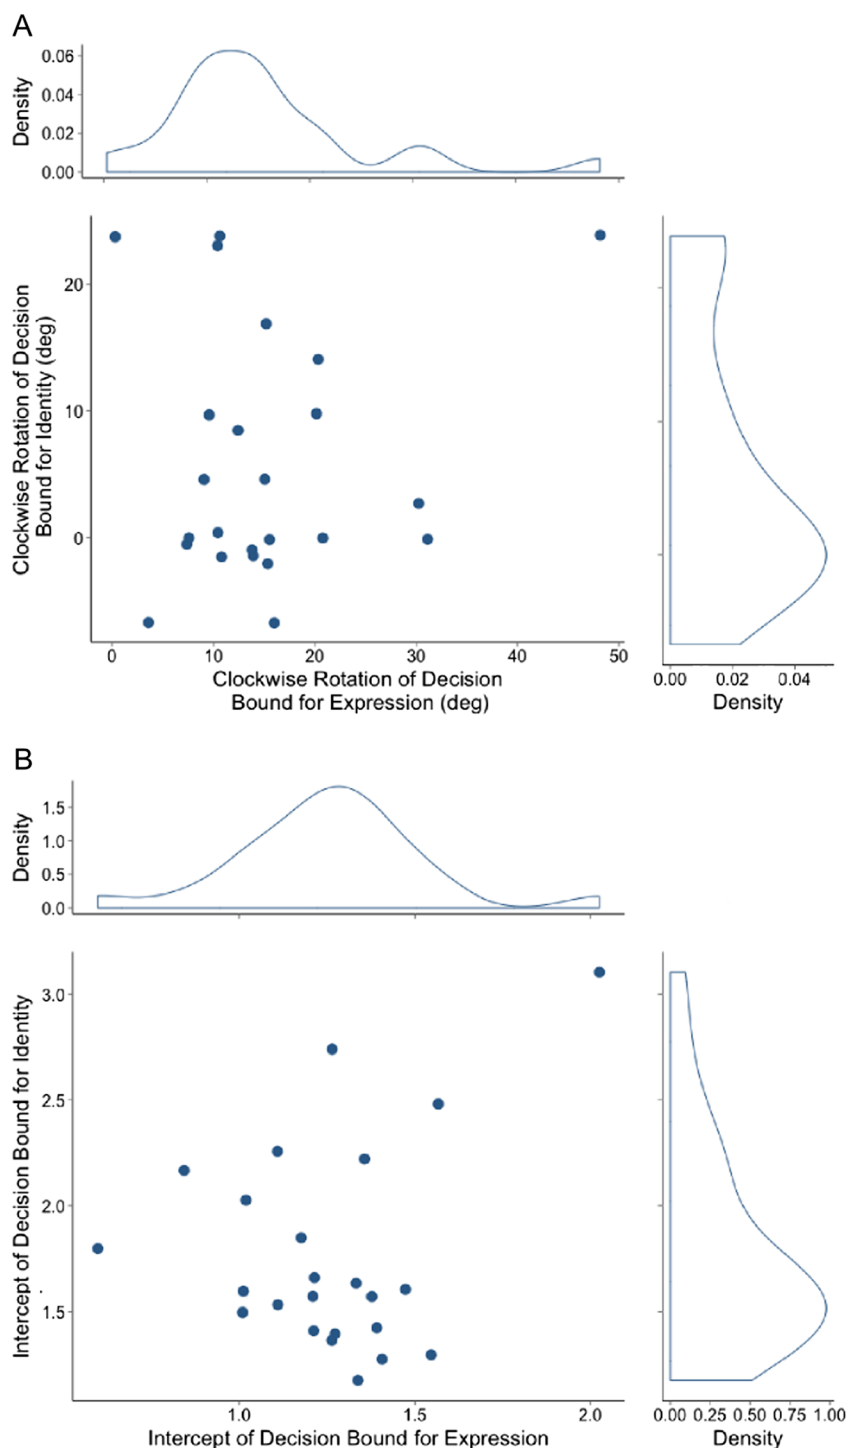 A
Density
0.06
0.04
0.02
0.00
Clockwise Rotation of Decision
Bound for Identity (deg)
20
10
0
0 10 20 30 40 50
Clockwise Rotation of Decision
Bound for Expression (deg)
0.00 0.02 0.04
Density
B
Density
1.5
1.0
0.5
0.0
Intercept of Decision Bound for Identity
3.0
2.5
2.0
1.5
1.0 1.5 2.0
Intercept of Decision Bound for Expression
0.00 0.25 0.50 0.75 1.00
Density